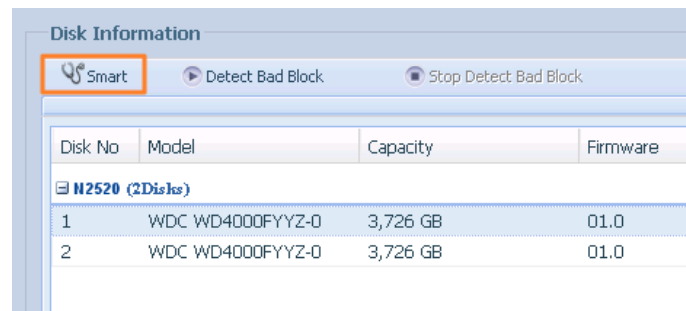 Disk Information
Smart Detect Bad Block Stop Detect Bad Block
Disk No Model Capacity Firmware
N2520 (2Disks)
1 WDC WD4000FYYZ-0 3,726 GB 01.0
2 WDC WD4000FYYZ-0 3,726 GB 01.0